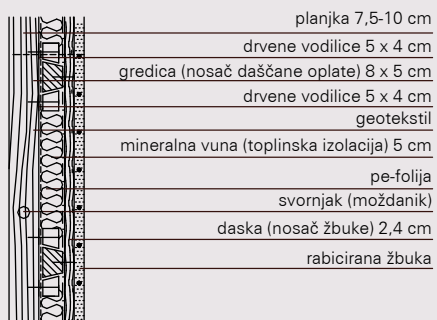 planjka 7,5-10 cm
drvene vodilice 5 x 4 cm
gredica (nosač daščane oplate) 8 x 5 cm
drvene vodilice 5 x 4 cm
geotekstil
mineralna vuna (toplinska izolacija) 5 cm
pe-folija
svornjak (moždanik)
daska (nosač žbuke) 2,4 cm
rabicirana žbuka